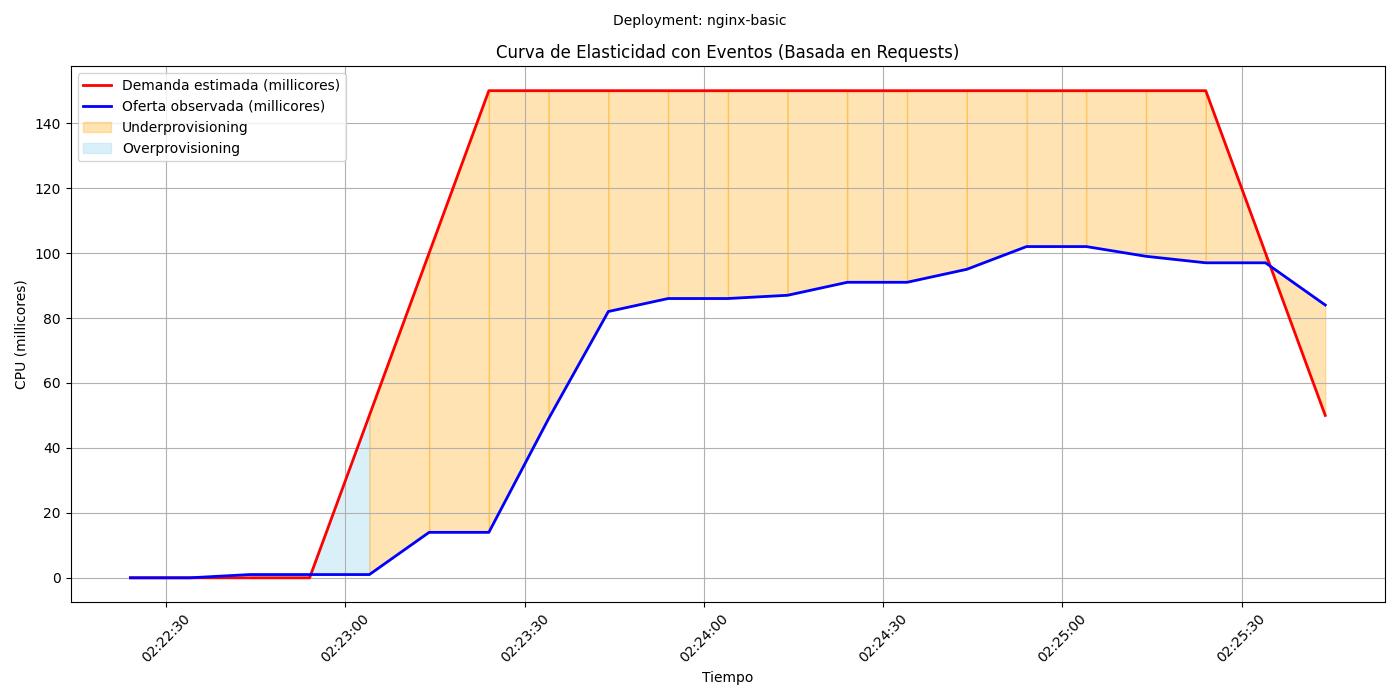 Deployment: nginx-basic
Curva de Elasticidad con Eventos (Basada en Requests)
Demanda estimada (millicores)
Oferta observada (millicores)
Underprovisioning
Overprovisioning
CPU (millicores)
140
120
100
80
60
40
20
0
02:22:30
02:23:00
02:23:30
02:24:00
02:24:30
02:25:00
02:25:30
Tiempo